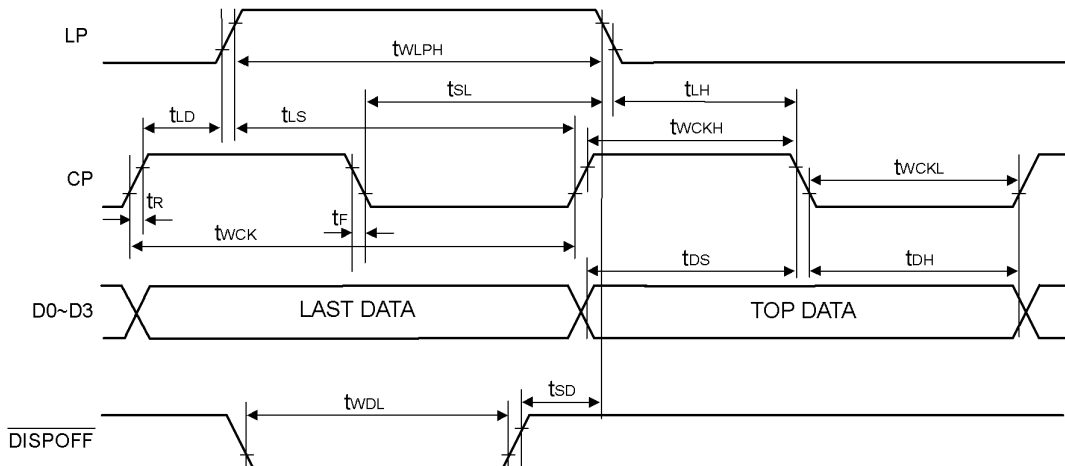 LP
tWLPH
tSL
tLH
tLD
tLS
tWCKH
CP
tWCKL
tR
tF
tWCK
tDS
tDH
D0~D3
LAST DATA
TOP DATA
tSD
tWDL
DISPOFF